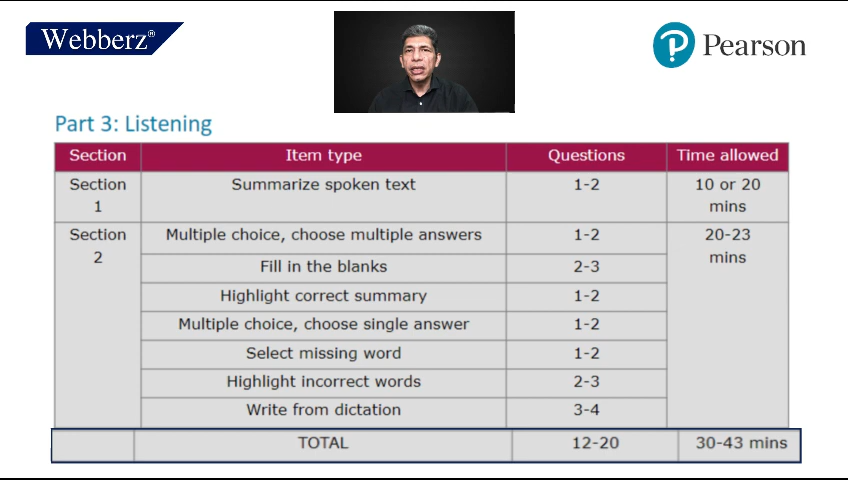 Webberz®
Pearson
Part 3: Listening
Section Item type Questions Time allowed
Section 1 Summarize spoken text 1-2 10 or 20 mins
Section 2 Multiple choice, choose multiple answers 1-2 20-23 mins
Fill in the blanks 2-3
Highlight correct summary 1-2
Multiple choice, choose single answer 1-2
Select missing word 1-2
Highlight incorrect words 2-3
Write from dictation 3-4
TOTAL 12-20 30-43 mins